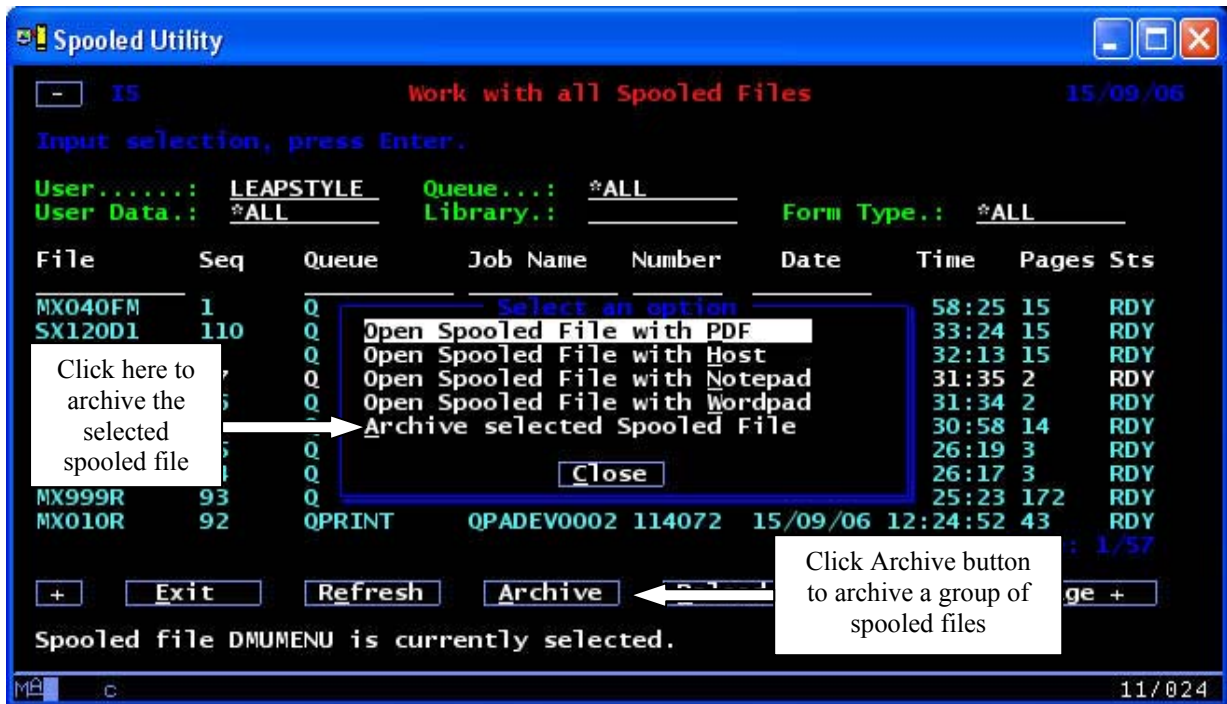 Spooled Utility
- I5 Work with all Spooled Files 15/09/06
Input selection, press Enter.
User......: LEAPSTYLE Queue...: *ALL
User Data.: *ALL Library.: Form Type.: *ALL
File Seq Queue Job Name Number Date Time Pages Sts
Select an option
MX040FM 1 Q 58:25 15 RDY
SX120D1 110 Q Open Spooled File with PDF 33:24 15 RDY
Q Open Spooled File with Host 32:13 15 RDY
Q Open Spooled File with Notepad 31:35 2 RDY
Q Open Spooled File with Wordpad 31:34 2 RDY
Archive selected Spooled File 30:58 14 RDY
Q 26:19 3 RDY
Q Close 26:17 3 RDY
MX999R 93 Q 25:23 172 RDY
MX010R 92 QPRINT QPADEV0002 114072 15/09/06 12:24:52 43 RDY
: 1/57
Click here to
archive the
selected
spooled file
Click Archive button
to archive a group of
spooled files
+ Exit Refresh Archive ge +
Spooled file DMUMENU is currently selected.
MA c 11/024